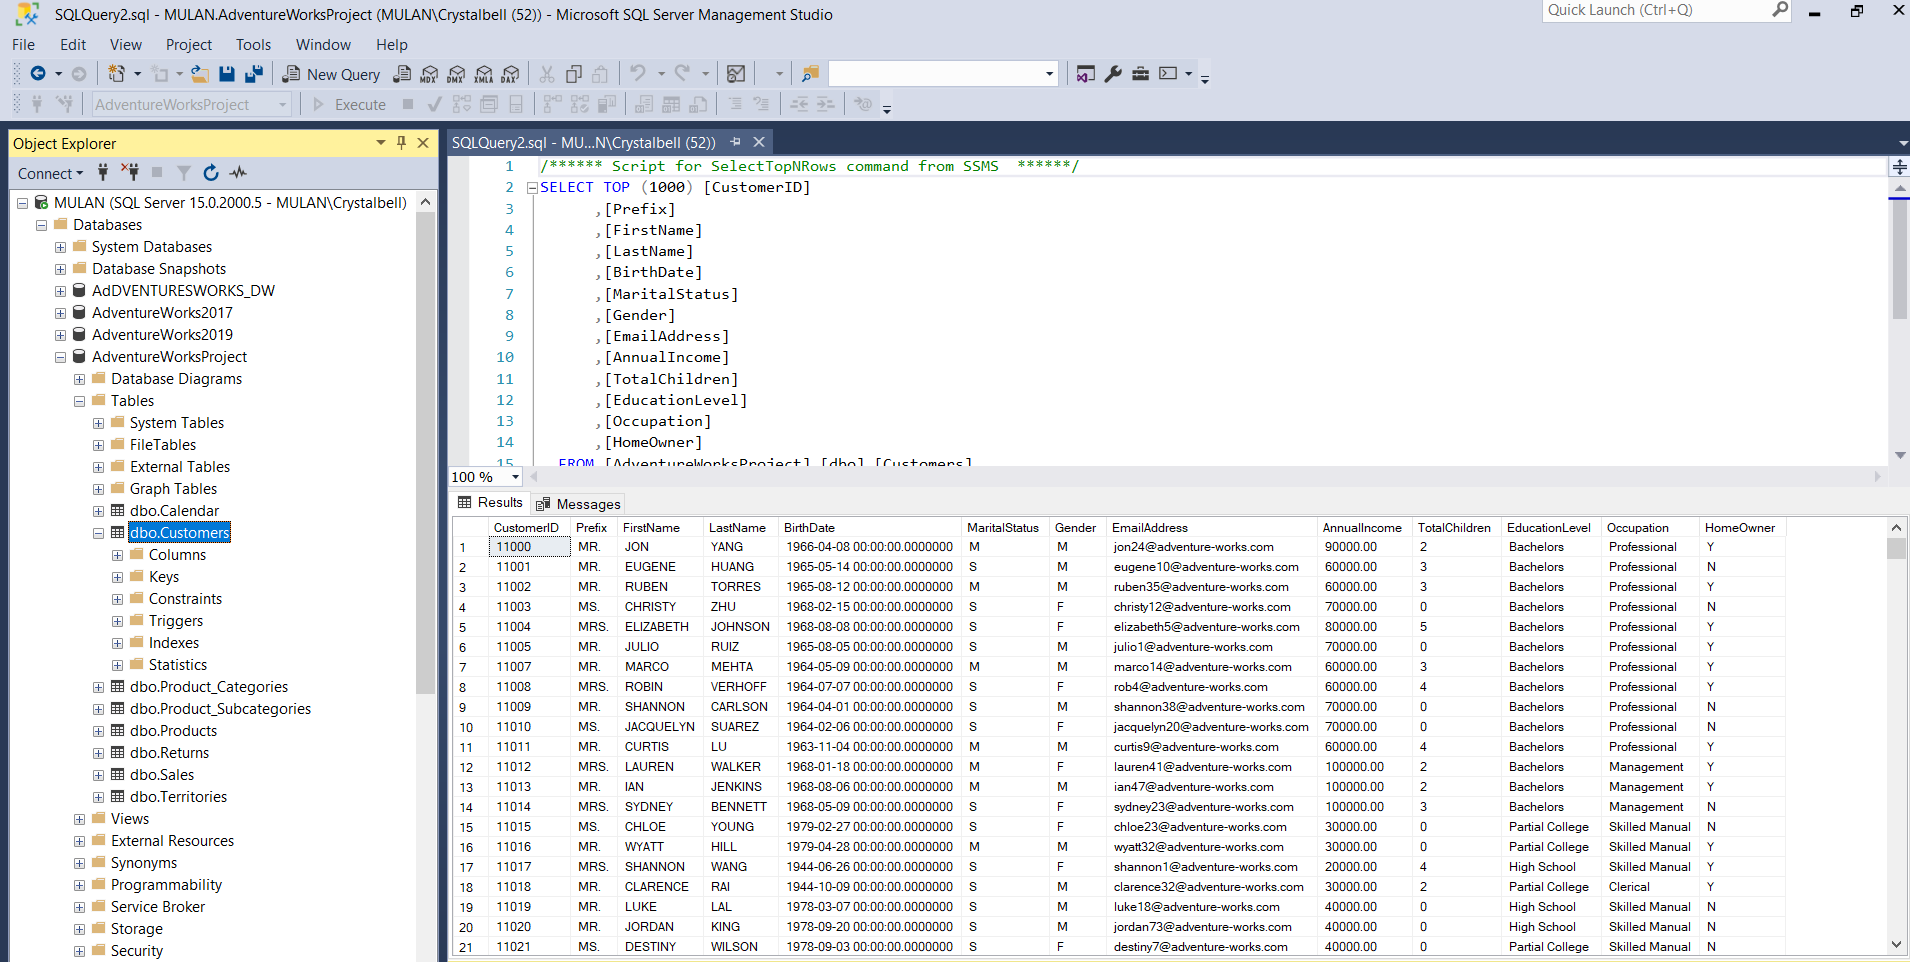 SQLQuery2.sql - MULAN.AdventureWorksProject (MULAN\Crystalbell (52)) - Microsoft SQL Server Management Studio
Quick Launch (Ctrl+Q)
File Edit View Project Tools Window Help
New Query MDX DMX XMLA DAX
AdventureWorksProject Execute
Object Explorer
Connect
MULAN (SQL Server 15.0.2000.5 - MULAN\Crystalbell)
Databases
System Databases
Database Snapshots
AdDVENTURESWORKS_DW
AdventureWorks2017
AdventureWorks2019
AdventureWorksProject
Database Diagrams
Tables
System Tables
FileTables
External Tables
Graph Tables
dbo.Calendar
dbo.Customers
Columns
Keys
Constraints
Triggers
Indexes
Statistics
dbo.Product_Categories
dbo.Product_Subcategories
dbo.Products
dbo.Returns
dbo.Sales
dbo.Territories
Views
External Resources
Synonyms
Programmability
Service Broker
Storage
Security
SQLQuery2.sql - MU...N\Crystalbell (52))
1 /****** Script for SelectTopNRows command from SSMS ******/
2 SELECT TOP (1000) [CustomerID]
3 ,[Prefix]
4 ,[FirstName]
5 ,[LastName]
6 ,[BirthDate]
7 ,[MaritalStatus]
8 ,[Gender]
9 ,[EmailAddress]
10 ,[AnnualIncome]
11 ,[TotalChildren]
12 ,[EducationLevel]
13 ,[Occupation]
14 ,[HomeOwner]
15 FROM [AdventureWorksProject].[dbo].[Customers]
100 %
Results Messages
CustomerID Prefix FirstName LastName BirthDate MaritalStatus Gender EmailAddress AnnualIncome TotalChildren EducationLevel Occupation HomeOwner
1 11000 MR. JON YANG 1966-04-08 00:00:00.0000000 M M jon24@adventure-works.com 90000.00 2 Bachelors Professional Y
2 11001 MR. EUGENE HUANG 1965-05-14 00:00:00.0000000 S M eugene10@adventure-works.com 60000.00 3 Bachelors Professional N
3 11002 MR. RUBEN TORRES 1965-08-12 00:00:00.0000000 M M ruben35@adventure-works.com 60000.00 3 Bachelors Professional Y
4 11003 MS. CHRISTY ZHU 1968-02-15 00:00:00.0000000 S F christy12@adventure-works.com 70000.00 0 Bachelors Professional N
5 11004 MRS. ELIZABETH JOHNSON 1968-08-08 00:00:00.0000000 S F elizabeth5@adventure-works.com 80000.00 5 Bachelors Professional Y
6 11005 MR. JULIO RUIZ 1965-08-05 00:00:00.0000000 S M julio1@adventure-works.com 70000.00 0 Bachelors Professional Y
7 11007 MR. MARCO MEHTA 1964-05-09 00:00:00.0000000 M M marco14@adventure-works.com 60000.00 3 Bachelors Professional Y
8 11008 MRS. ROBIN VERHOFF 1964-07-07 00:00:00.0000000 S F rob4@adventure-works.com 60000.00 4 Bachelors Professional Y
9 11009 MR. SHANNON CARLSON 1964-04-01 00:00:00.0000000 S M shannon38@adventure-works.com 70000.00 0 Bachelors Professional N
10 11010 MS. JACQUELYN SUAREZ 1964-02-06 00:00:00.0000000 S F jacquelyn20@adventure-works.com 70000.00 0 Bachelors Professional N
11 11011 MR. CURTIS LU 1963-11-04 00:00:00.0000000 M M curtis9@adventure-works.com 60000.00 4 Bachelors Professional Y
12 11012 MRS. LAUREN WALKER 1968-01-18 00:00:00.0000000 M F lauren41@adventure-works.com 100000.00 2 Bachelors Management Y
13 11013 MR. IAN JENKINS 1968-08-06 00:00:00.0000000 M M ian47@adventure-works.com 100000.00 2 Bachelors Management Y
14 11014 MRS. SYDNEY BENNETT 1968-05-09 00:00:00.0000000 S F sydney23@adventure-works.com 100000.00 3 Bachelors Management N
15 11015 MS. CHLOE YOUNG 1979-02-27 00:00:00.0000000 S F chloe23@adventure-works.com 30000.00 0 Partial College Skilled Manual N
16 11016 MR. WYATT HILL 1979-04-28 00:00:00.0000000 M M wyatt32@adventure-works.com 30000.00 0 Partial College Skilled Manual Y
17 11017 MRS. SHANNON WANG 1944-06-26 00:00:00.0000000 S F shannon1@adventure-works.com 20000.00 4 High School Skilled Manual Y
18 11018 MR. CLARENCE RAI 1944-10-09 00:00:00.0000000 S M clarence32@adventure-works.com 30000.00 2 Partial College Clerical Y
19 11019 MR. LUKE LAL 1978-03-07 00:00:00.0000000 S M luke18@adventure-works.com 40000.00 0 High School Skilled Manual N
20 11020 MR. JORDAN KING 1978-09-20 00:00:00.0000000 S M jordan73@adventure-works.com 40000.00 0 High School Skilled Manual N
21 11021 MS. DESTINY WILSON 1978-09-03 00:00:00.0000000 S F destiny7@adventure-works.com 40000.00 0 Partial College Skilled Manual N